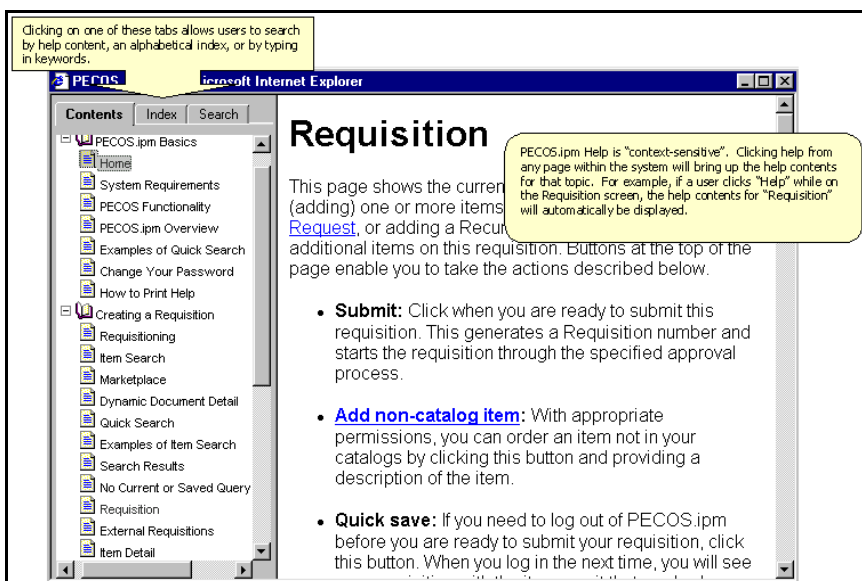 Clicking on one of these tabs allows users to search
by help content, an alphabetical index, or by typing
in keywords.
PECOS icrosoft Internet Explorer
Contents Index Search
PECOS.ipm Basics
Home
System Requirements
PECOS Functionality
PECOS.ipm Overview
Examples of Quick Search
Change Your Password
How to Print Help
Creating a Requisition
Requisitioning
Item Search
Marketplace
Dynamic Document Detail
Quick Search
Examples of Item Search
Search Results
No Current or Saved Query
Requisition
External Requisitions
Item Detail
Requisition
PECOS.ipm Help is "context-sensitive". Clicking help from
any page within the system will bring up the help contents
for that topic. For example, if a user clicks "Help" while on
the Requisition screen, the help contents for "Requisition"
will automatically be displayed.
This page shows the curren
(adding) one or more items
Request, or adding a Recu
additional items on this requisition. Buttons at the top of the
page enable you to take the actions described below.
• Submit: Click when you are ready to submit this
requisition. This generates a Requisition number and
starts the requisition through the specified approval
process.
• Add non-catalog item: With appropriate
permissions, you can order an item not in your
catalogs by clicking this button and providing a
description of the item.
• Quick save: If you need to log out of PECOS.ipm
before you are ready to submit your requisition, click
this button. When you log in the next time, you will see